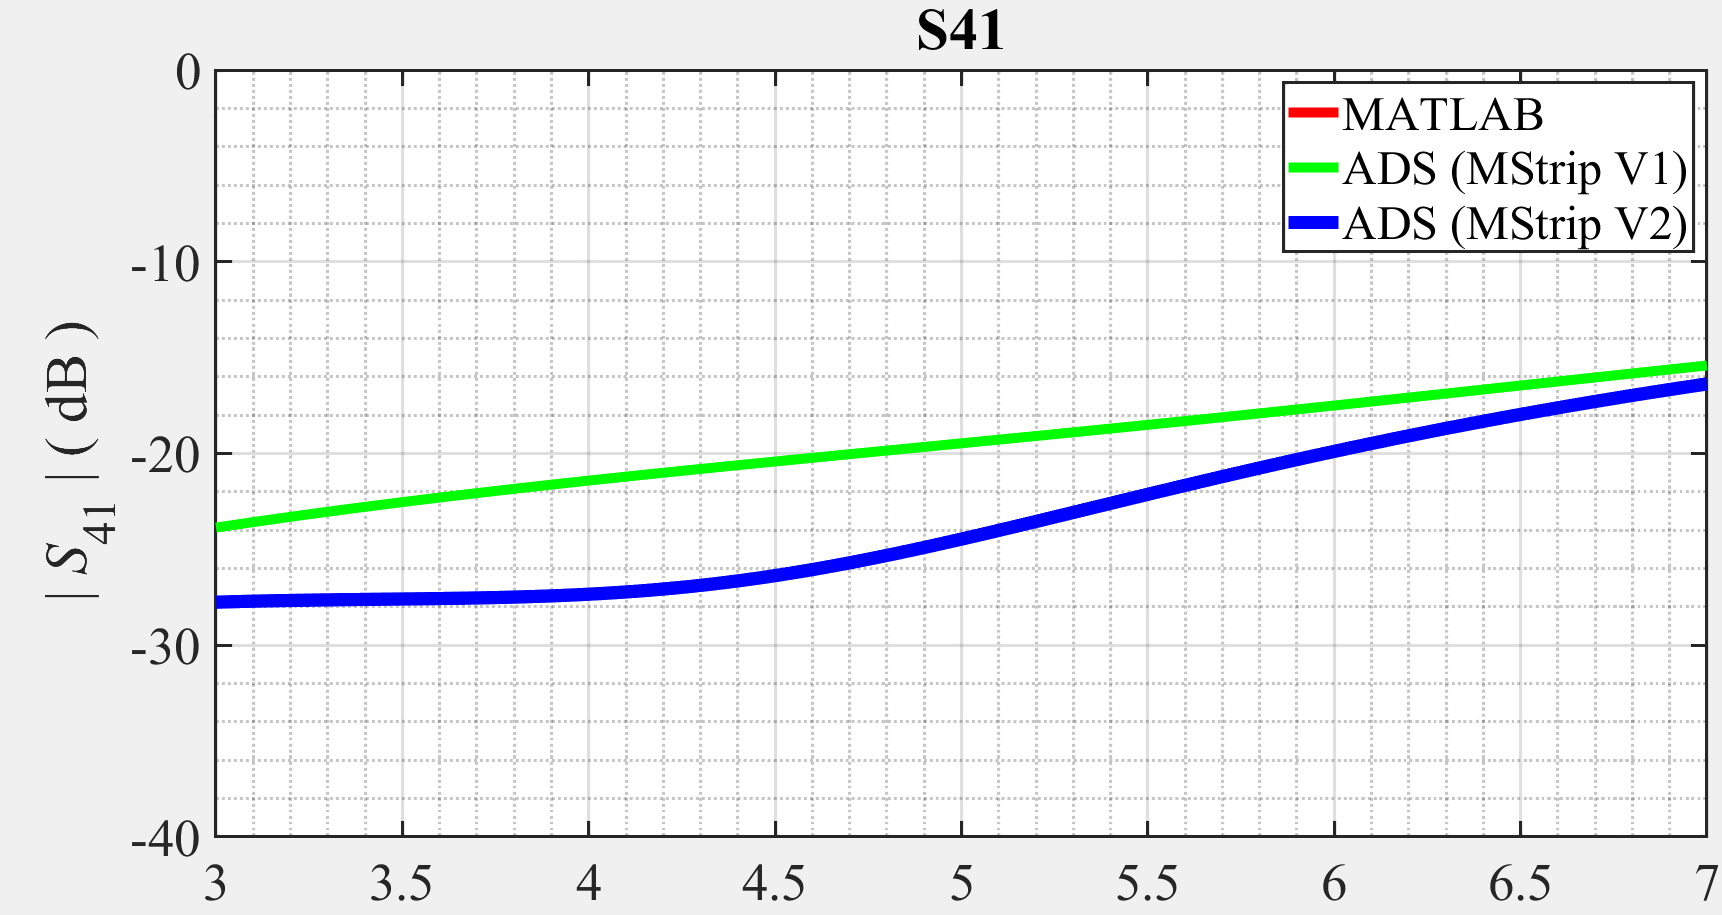 S41
0
-10
-20
-30
-40
| S41 | ( dB )
MATLAB
ADS (MStrip V1)
ADS (MStrip V2)
3 3.5 4 4.5 5 5.5 6 6.5 7